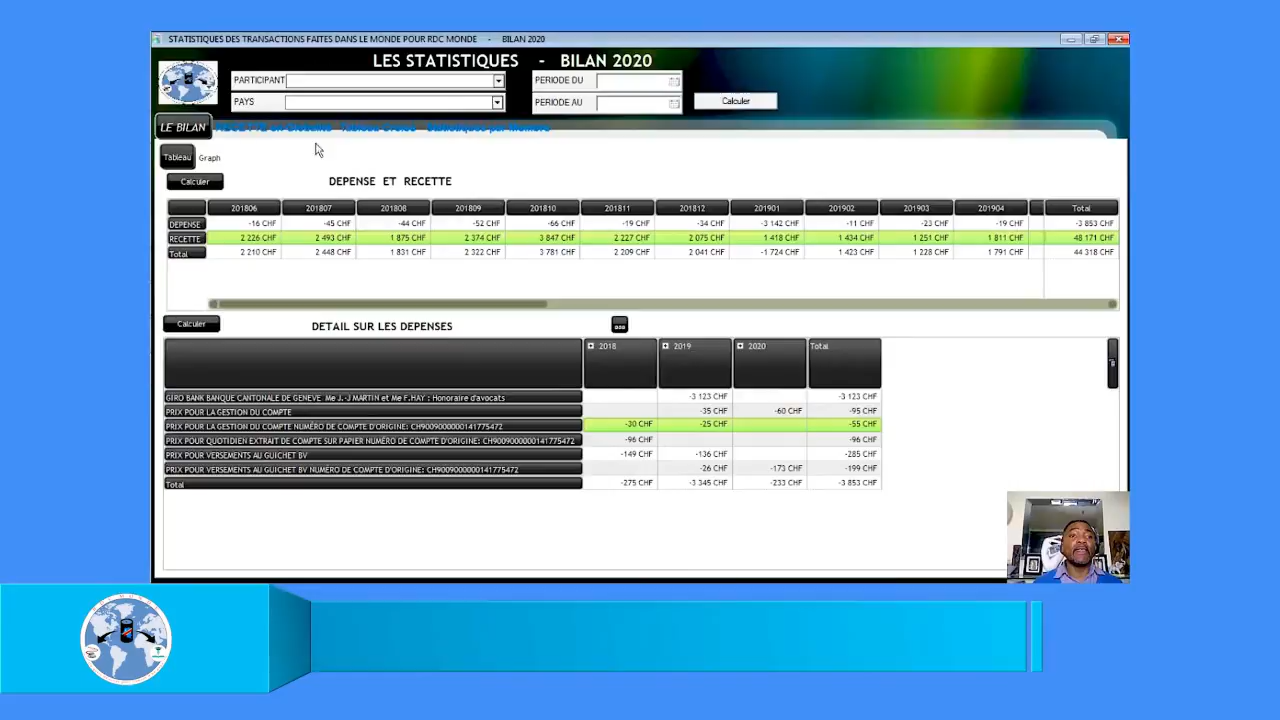 STATISTIQUES DES TRANSACTIONS FAITES DANS LE MONDE POUR RDC MONDE - BILAN 2020
LES STATISTIQUES - BILAN 2020
PARTICIPANT PERIODE DU
PAYS PERIODE AU Calculer
LE BILAN
Tableau Graph
Calculer DEPENSE ET RECETTE
201806 201807 201808 201809 201810 201811 201812 201901 201902 201903 201904 Total
DEPENSE -16 CHF -45 CHF -44 CHF -52 CHF -66 CHF -19 CHF -34 CHF -3 142 CHF -11 CHF -23 CHF -19 CHF -3 853 CHF
RECETTE 2 226 CHF 2 493 CHF 1 875 CHF 2 374 CHF 3 847 CHF 2 227 CHF 2 075 CHF 1 418 CHF 1 434 CHF 1 251 CHF 1 811 CHF 48 171 CHF
Total 2 210 CHF 2 448 CHF 1 831 CHF 2 322 CHF 3 781 CHF 2 209 CHF 2 041 CHF -1 724 CHF 1 423 CHF 1 228 CHF 1 791 CHF 44 318 CHF
Calculer DETAIL SUR LES DEPENSES
2018 2019 2020 Total
GIRO BANK BANQUE CANTONALE DE GENEVE Me J.-J MARTIN et Me F.HAY : Honoraire d'avocats -3 123 CHF -3 123 CHF
PRIX POUR LA GESTION DU COMPTE -35 CHF -60 CHF -95 CHF
PRIX POUR LA GESTION DU COMPTE NUMÉRO DE COMPTE D'ORIGINE: CH9009000000141775472 -30 CHF -25 CHF -55 CHF
PRIX POUR QUOTIDIEN EXTRAIT DE COMPTE SUR PAPIER NUMÉRO DE COMPTE D'ORIGINE: CH9009000000141775472 -96 CHF -96 CHF
PRIX POUR VERSEMENTS AU GUICHET BV -149 CHF -136 CHF -285 CHF
PRIX POUR VERSEMENTS AU GUICHET BV NUMÉRO DE COMPTE D'ORIGINE: CH9009000000141775472 -26 CHF -173 CHF -199 CHF
Total -275 CHF -3 345 CHF -233 CHF -3 853 CHF